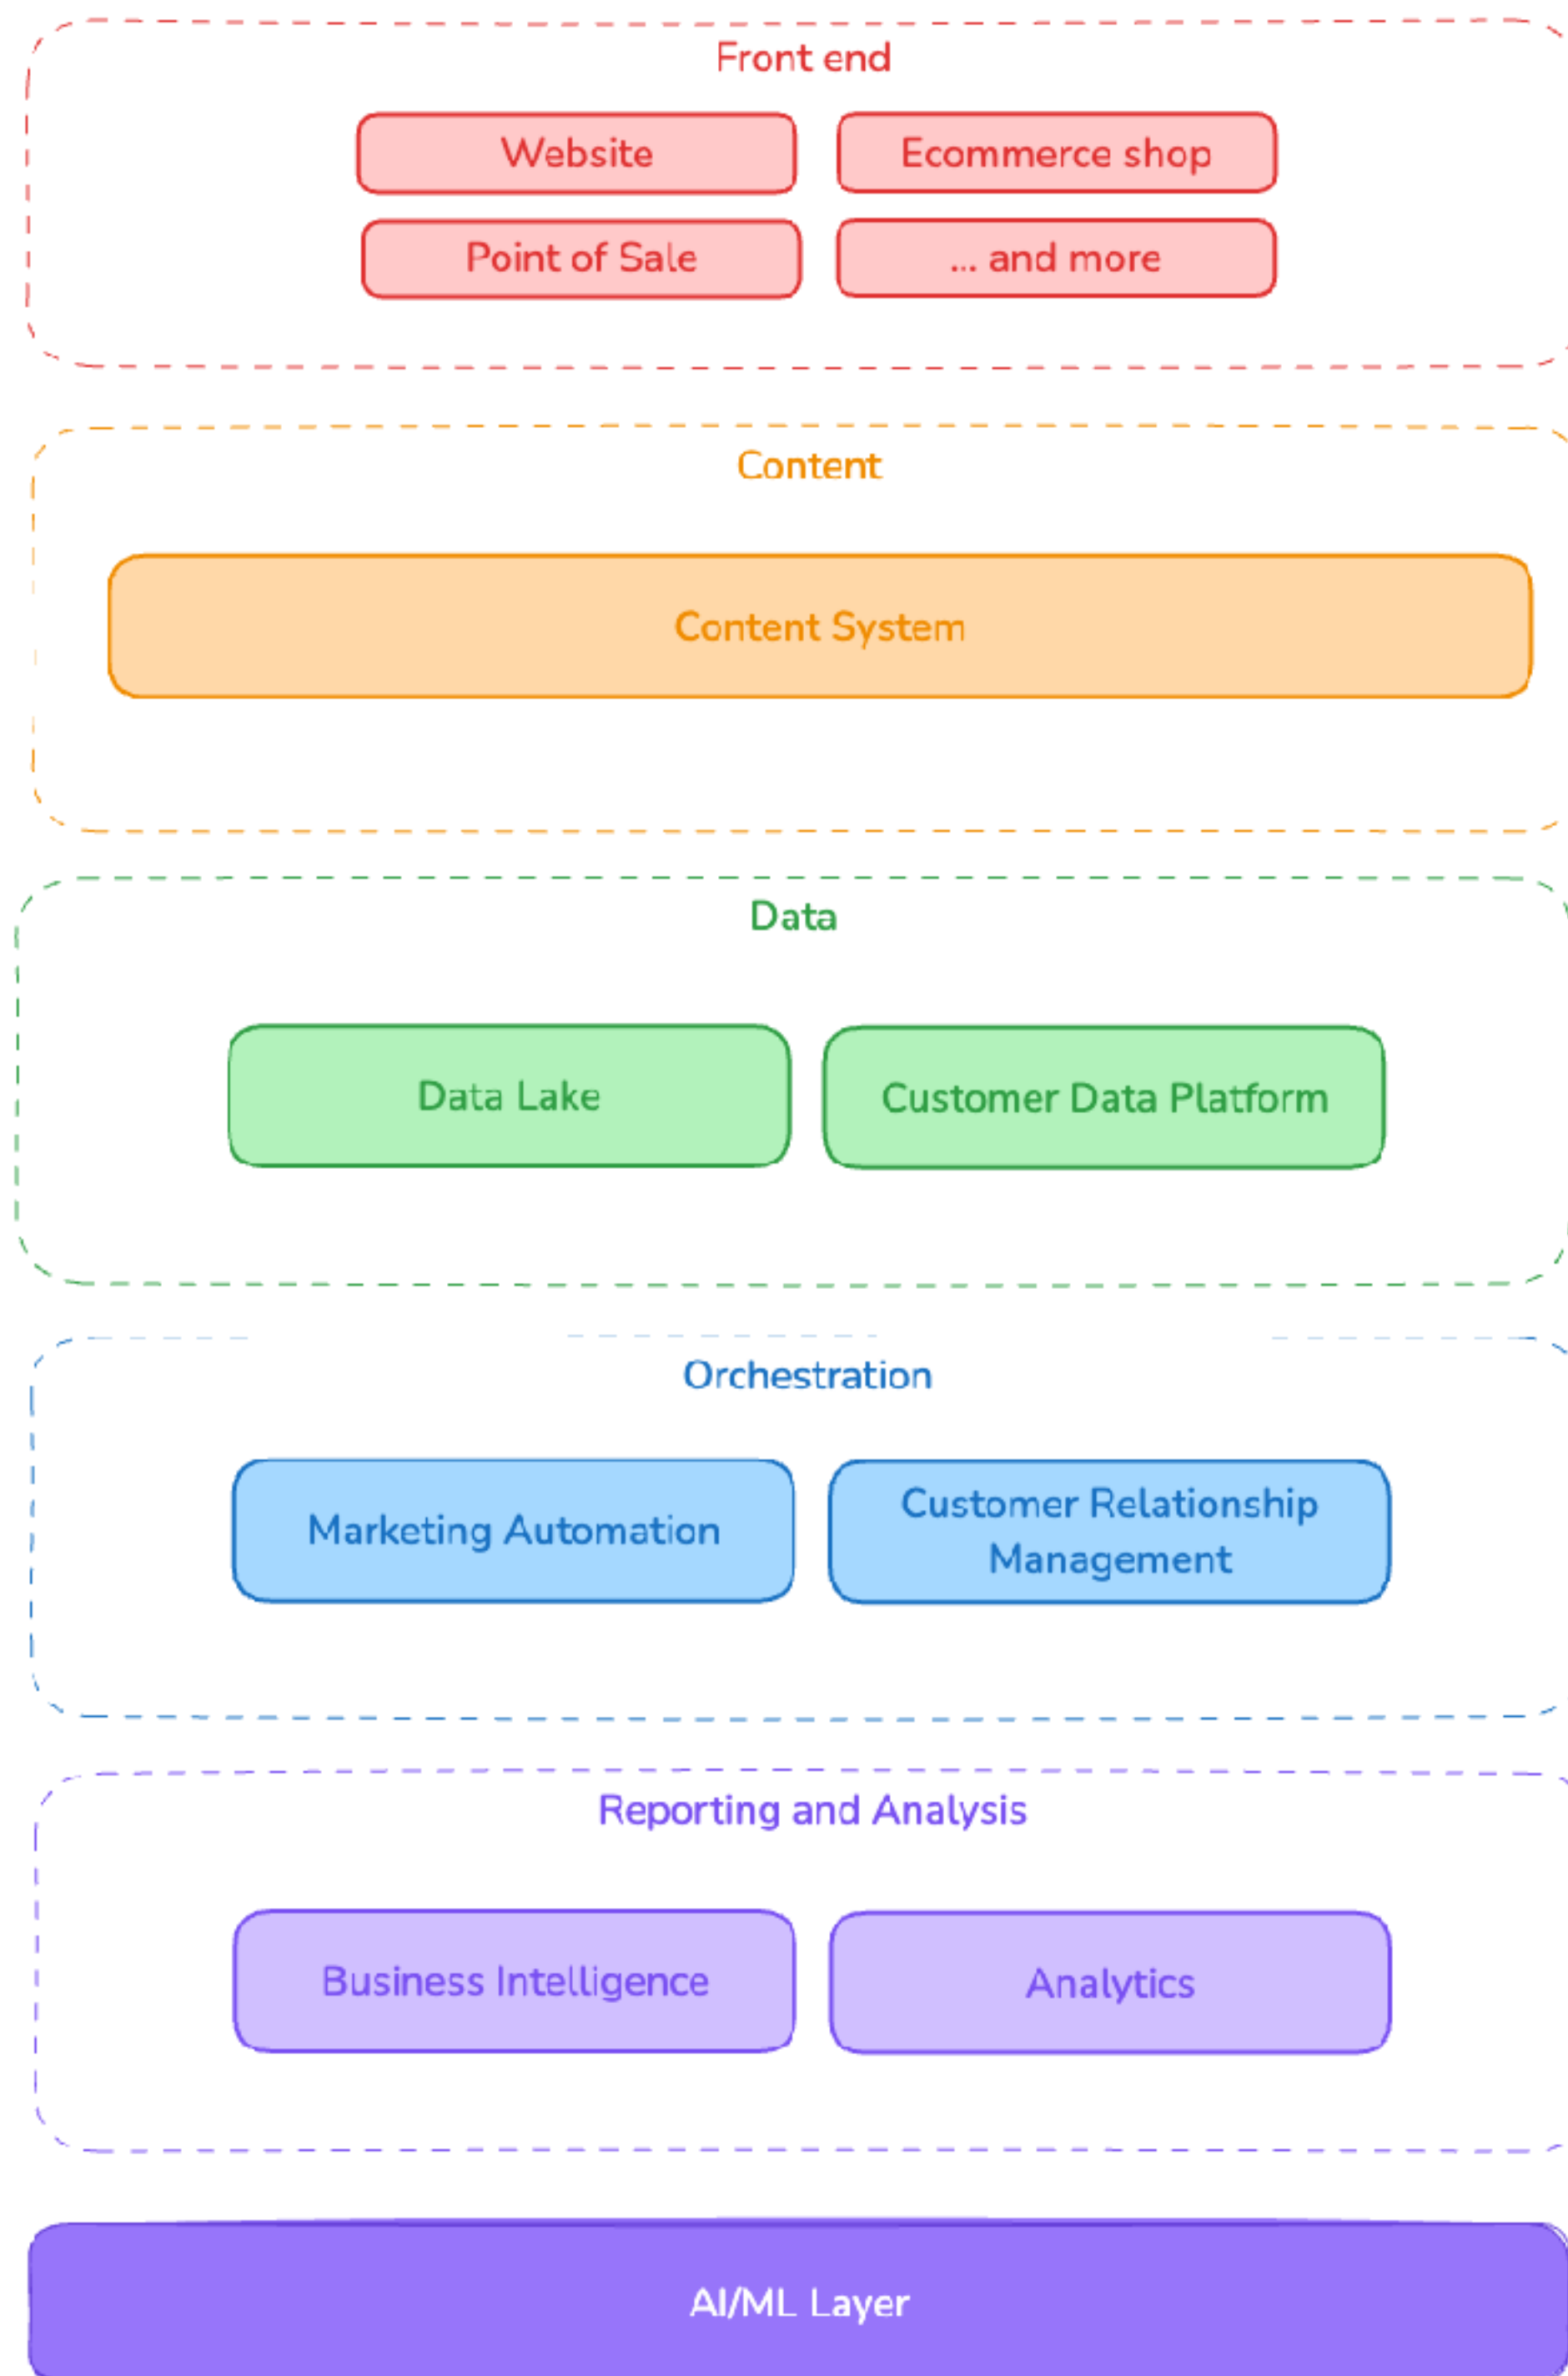 Front end
Website
Ecommerce shop
Point of Sale
... and more
Content
Content System
Data
Data Lake
Customer Data Platform
Orchestration
Marketing Automation
Customer Relationship
Management
Reporting and Analysis
Business Intelligence
Analytics
AI/ML Layer